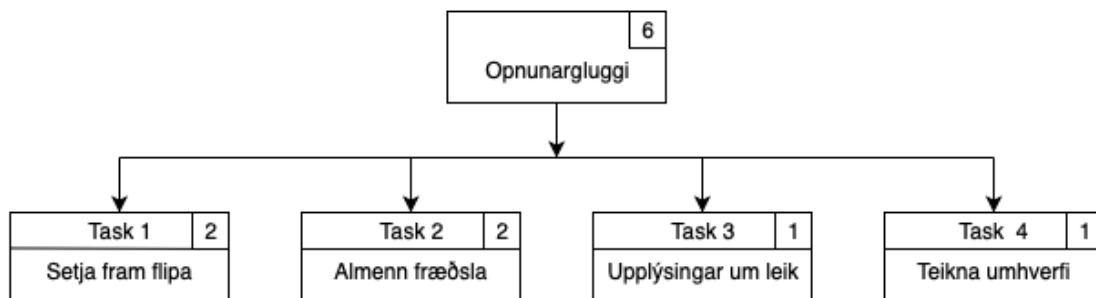 6
Opnunargluggi
Task 1 2
Task 2 2
Task 3 1
Task 4 1
Setja fram flipa
Almenn fræðsla
Upplýsingar um leik
Teikna umhverfi